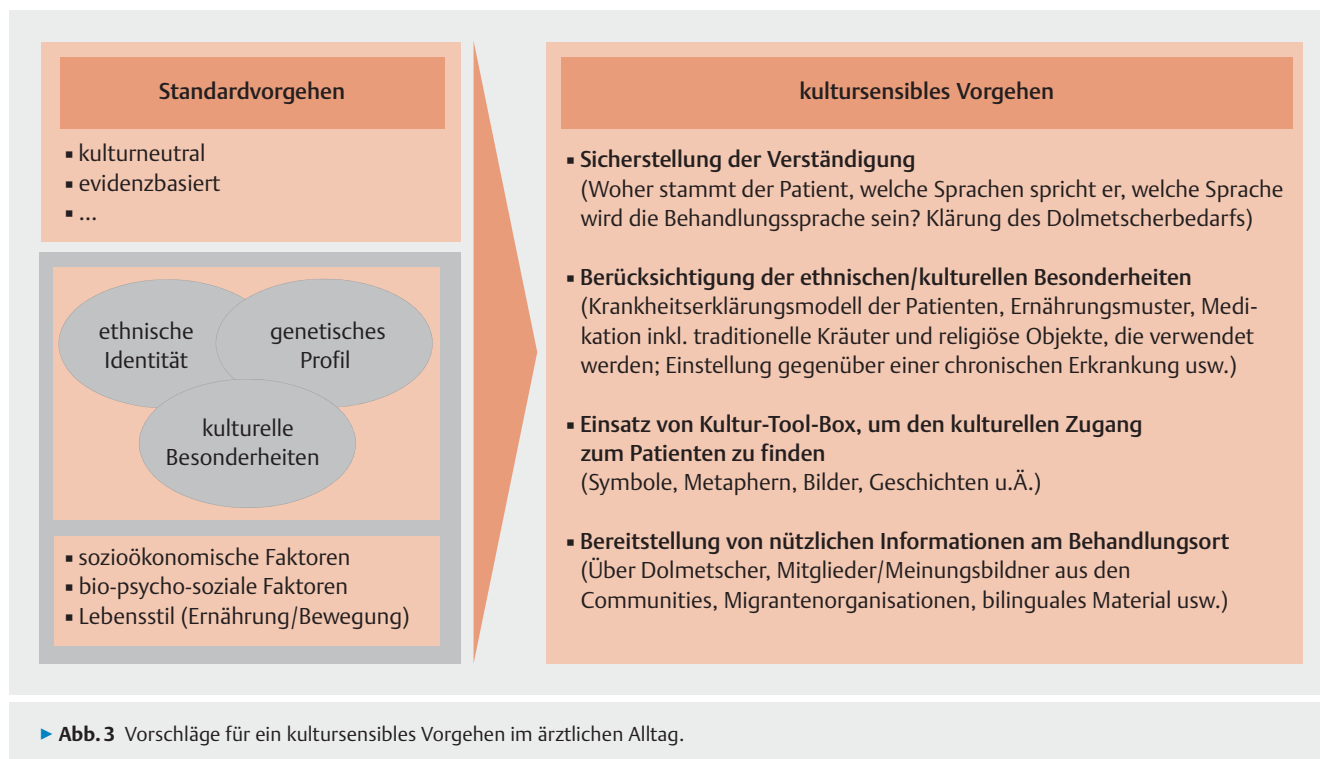 Standardvorgehen
▪ kulturneutral
▪ evidenzbasiert
▪ ...
ethnische
Identität
genetisches
Profil
kulturelle
Besonderheiten
▪ sozioökonomische Faktoren
▪ bio-psycho-soziale Faktoren
▪ Lebensstil (Ernährung/Bewegung)
kultursensibles Vorgehen
▪ Sicherstellung der Verständigung
(Woher stammt der Patient, welche Sprachen spricht er, welche Sprache
wird die Behandlungssprache sein? Klärung des Dolmetscherbedarfs)
▪ Berücksichtigung der ethnischen/kulturellen Besonderheiten
(Krankheitserklärungsmodell der Patienten, Ernährungsmuster, Medi-
kation inkl. traditionelle Kräuter und religiöse Objekte, die verwendet
werden; Einstellung gegenüber einer chronischen Erkrankung usw.)
▪ Einsatz von Kultur-Tool-Box, um den kulturellen Zugang
zum Patienten zu finden
(Symbole, Metaphern, Bilder, Geschichten u.Ä.)
▪ Bereitstellung von nützlichen Informationen am Behandlungsort
(Über Dolmetscher, Mitglieder/Meinungsbildner aus den
Communities, Migrantenorganisationen, bilinguales Material usw.)
▶ Abb. 3 Vorschläge für ein kultursensibles Vorgehen im ärztlichen Alltag.